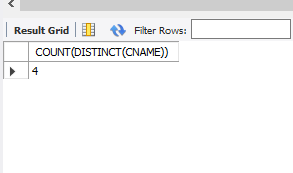 Result Grid Filter Rows:
COUNT(DISTINCT(CNAME))
4